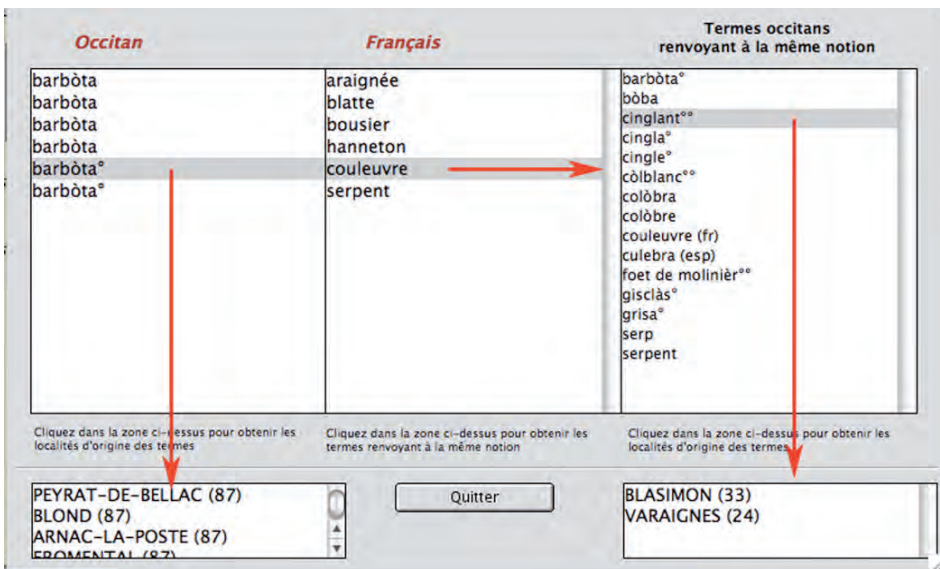 Occitan
Français
Termes occitans
renvoyant à la même notion
barbòta
barbòta
barbòta
barbòta
barbòta°
barbòta°
araignée
blatte
bousier
hanneton
couleuvre
serpent
barbòta°
bòba
cinglant°°
cingla°
cingle°
còlblanc°°
colòbra
colòbre
couleuvre (fr)
culebra (esp)
foet de molinièr°°
gisclàs°
grisa°
serp
serpent
Cliquez dans la zone ci-dessus pour obtenir les
localités d'origine des termes
Cliquez dans la zone ci-dessus pour obtenir les
termes renvoyant à la même notion
Cliquez dans la zone ci-dessus pour obtenir les
localités d'origine des termes
PEYRAT-DE-BELLAC (87)
BLOND (87)
ARNAC-LA-POSTE (87)
FROMENTAL (87)
Quitter
BLASIMON (33)
VARAIGNES (24)